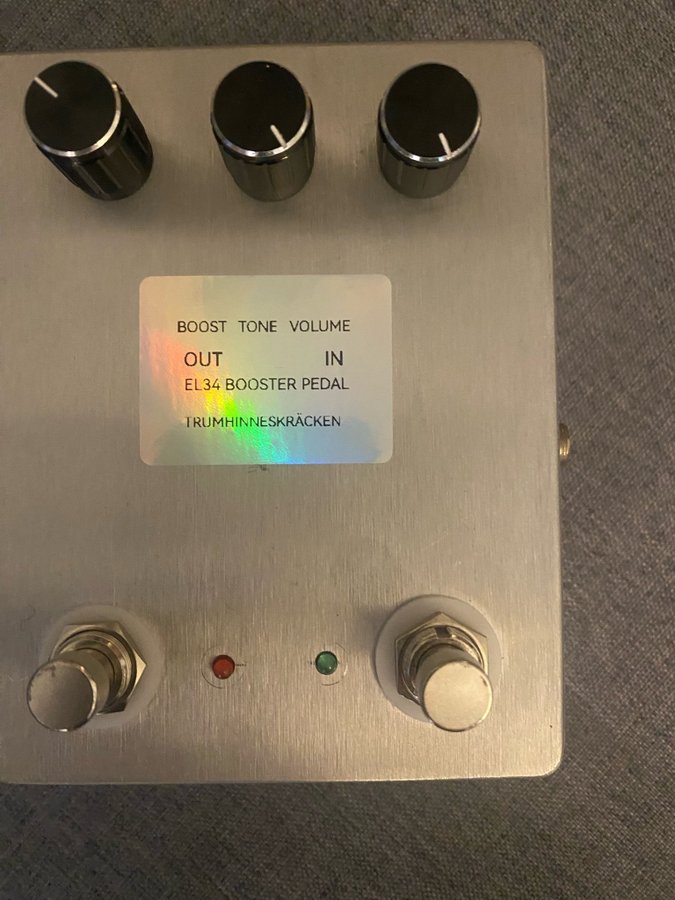 BOOST TONE VOLUME
OUT IN
EL34 BOOSTER PEDAL
TRUMHINNESKRÄCKEN